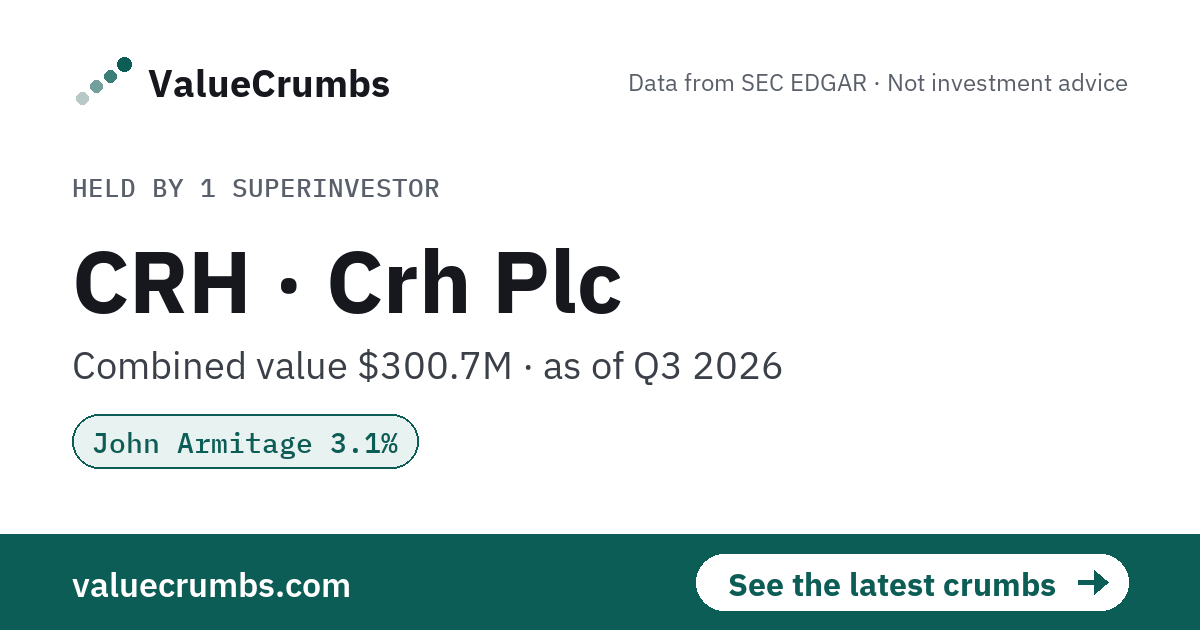 ValueCrumbs
Data from SEC EDGAR · Not investment advice
HELD BY 1 SUPERINVESTOR
CRH · Crh Plc
Combined value $300.7M · as of Q3 2026
John Armitage 3.1%
valuecrumbs.com
See the latest crumbs